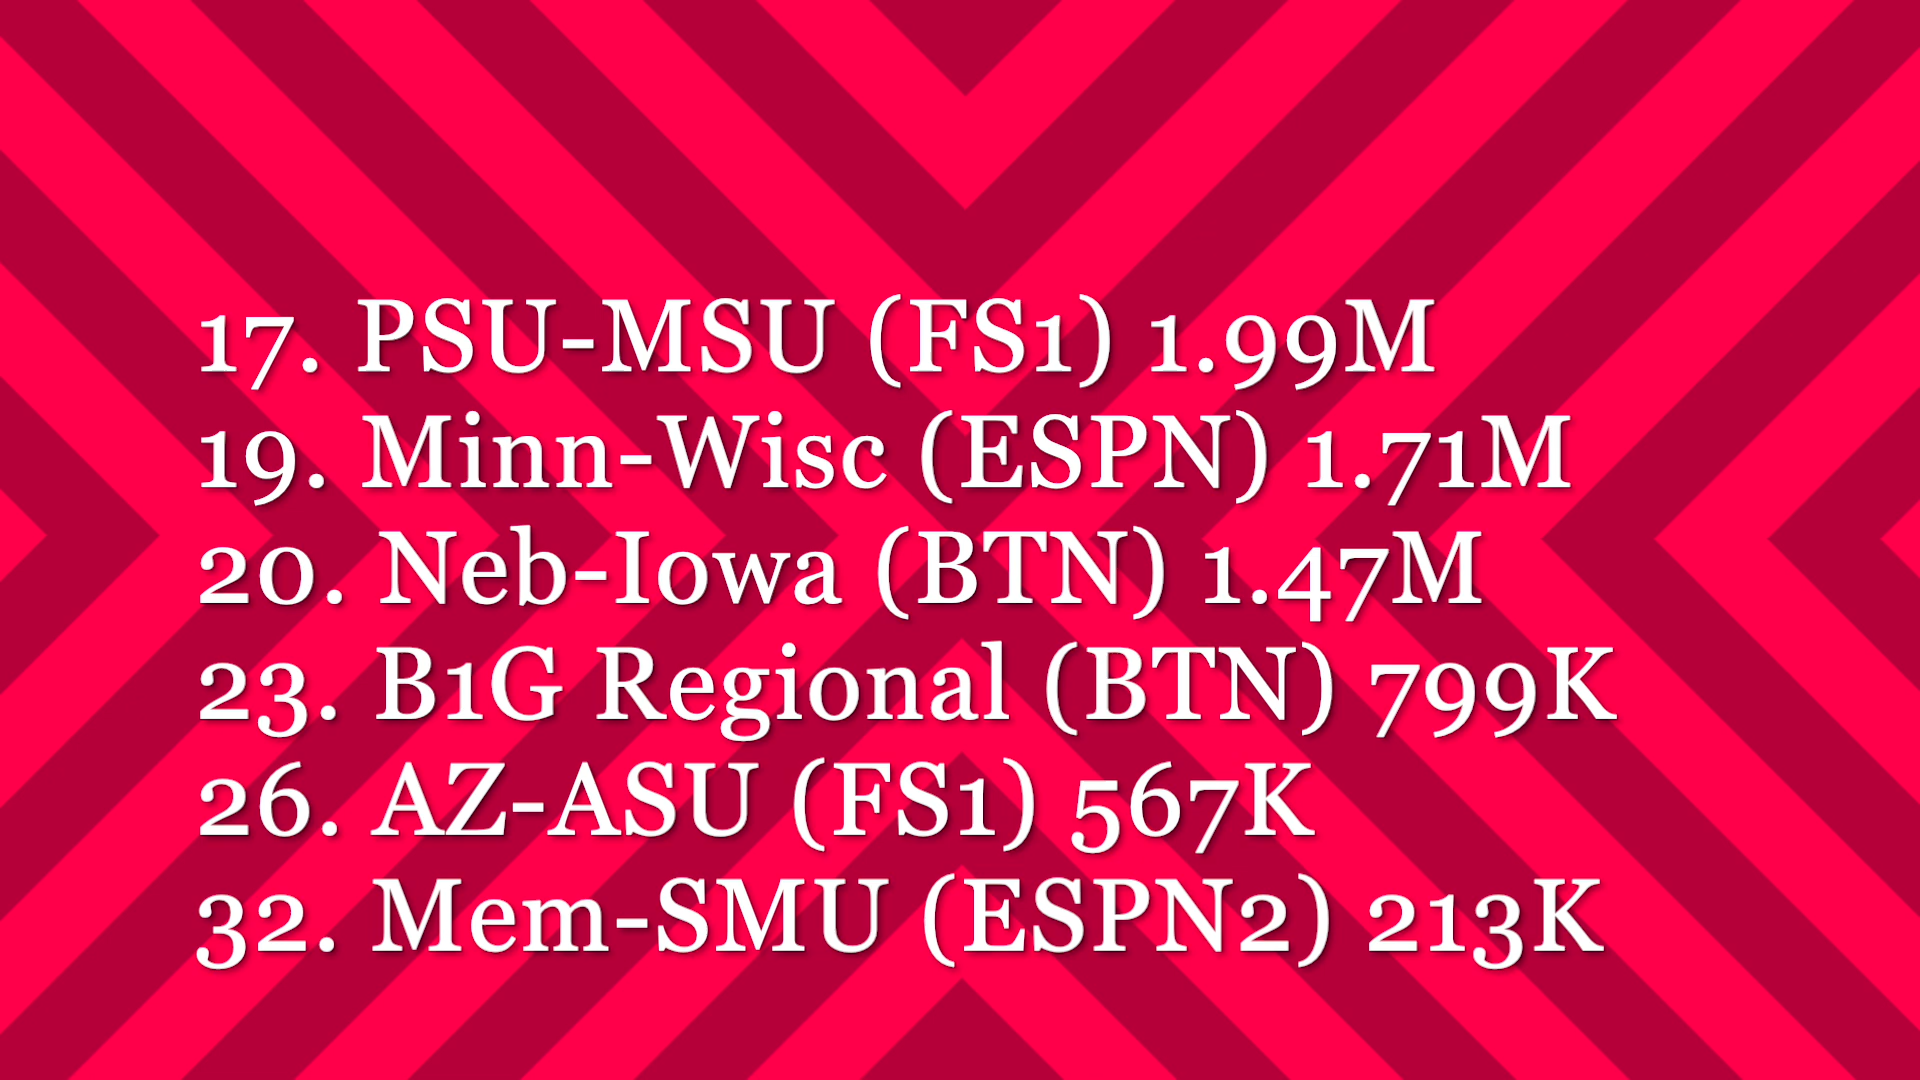 17. PSU-MSU (FS1) 1.99M
19. Minn-Wisc (ESPN) 1.71M
20. Neb-Iowa (BTN) 1.47M
23. B1G Regional (BTN) 799K
26. AZ-ASU (FS1) 567K
32. Mem-SMU (ESPN2) 213K